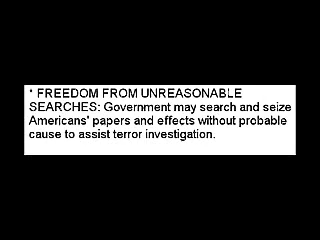 * FREEDOM FROM UNREASONABLE
SEARCHES: Government may search and seize
Americans' papers and effects without probable
cause to assist terror investigation.